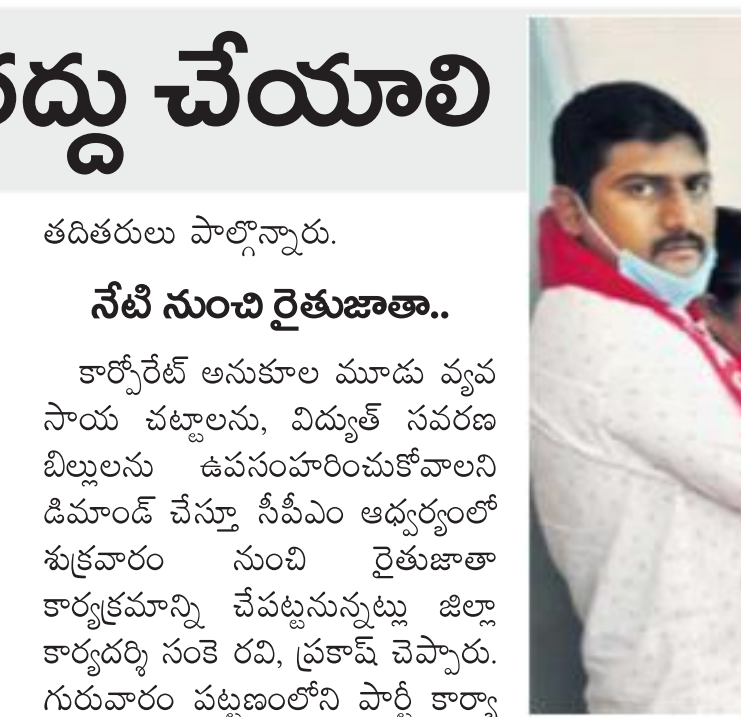 రద్దు చేయాలి
తదితరులు పాల్గొన్నారు.
నేటి నుంచి రైతుజాతా..
కార్పోరేట్ అనుకూల మూడు వ్యవ
సాయ చట్టాలను, విద్యుత్ సవరణ
బిల్లులను ఉపసంహరించుకోవాలని
డిమాండ్ చేస్తూ సీపీఎం ఆధ్వర్యంలో
శుక్రవారం నుంచి రైతుజాతా
కార్యక్రమాన్ని చేపట్టనున్నట్లు జిల్లా
కార్యదర్శి సంకె రవి, ప్రకాష్ చెప్పారు.
గురువారం పట్టణంలోని పార్టీ కార్యా